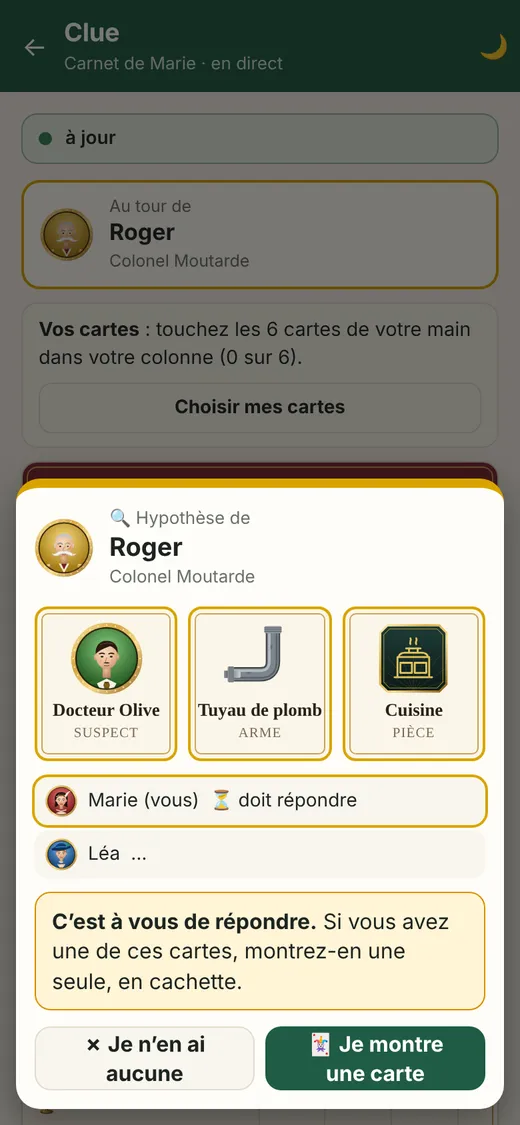 Clue
Carnet de Marie · en direct
à jour
Au tour de
Roger
Colonel Moutarde
Vos cartes : touchez les 6 cartes de votre main
dans votre colonne (0 sur 6).
Choisir mes cartes
Hypothèse de
Roger
Colonel Moutarde
Docteur Olive
SUSPECT
Tuyau de plomb
ARME
Cuisine
PIÈCE
Marie (vous) ⏳ doit répondre
Léa ...
C’est à vous de répondre. Si vous avez
une de ces cartes, montrez-en une
seule, en cachette.
× Je n’en ai
aucune
🃏 Je montre
une carte